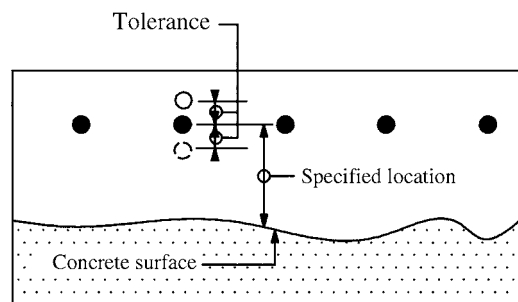 Tolerance
Specified location
Concrete surface